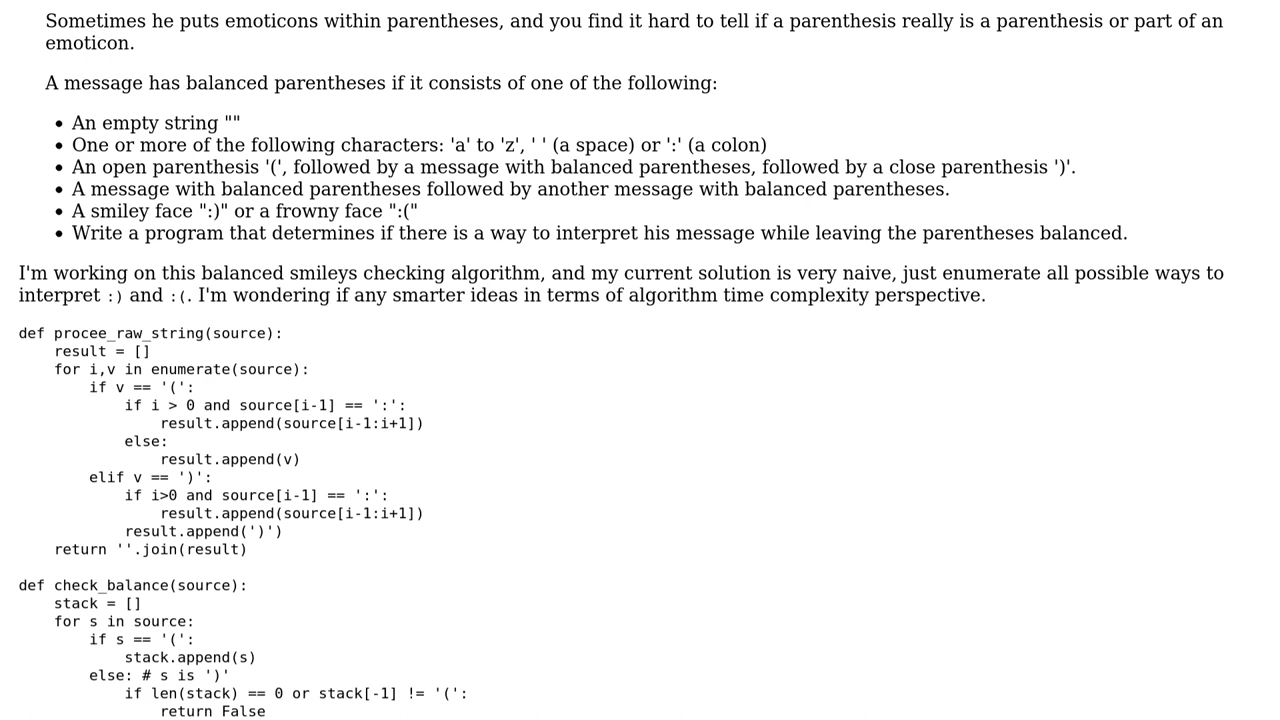 Sometimes he puts emoticons within parentheses, and you find it hard to tell if a parenthesis really is a parenthesis or part of an
emoticon.
A message has balanced parentheses if it consists of one of the following:
• An empty string ""
• One or more of the following characters: 'a' to 'z', ' ' (a space) or ':' (a colon)
• An open parenthesis '(', followed by a message with balanced parentheses, followed by a close parenthesis ')'.
• A message with balanced parentheses followed by another message with balanced parentheses.
• A smiley face ":)" or a frowny face ":("
• Write a program that determines if there is a way to interpret his message while leaving the parentheses balanced.
I'm working on this balanced smileys checking algorithm, and my current solution is very naive, just enumerate all possible ways to
interpret :) and :(. I'm wondering if any smarter ideas in terms of algorithm time complexity perspective.
def procee_raw_string(source):
    result = []
    for i,v in enumerate(source):
        if v == '(':
            if i > 0 and source[i-1] == ':':
                result.append(source[i-1:i+1])
            else:
                result.append(v)
        elif v == ')':
            if i>0 and source[i-1] == ':':
                result.append(source[i-1:i+1])
            result.append(')')
    return ''.join(result)
def check_balance(source):
    stack = []
    for s in source:
        if s == '(':
            stack.append(s)
        else: # s is ')'
            if len(stack) == 0 or stack[-1] != '(':
                return False